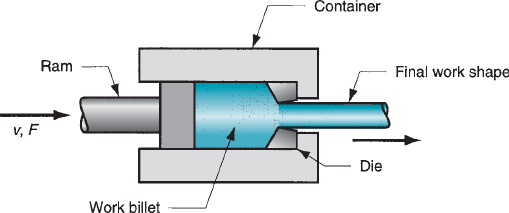 Container
Ram
Final work shape
v, F
Die
Work billet